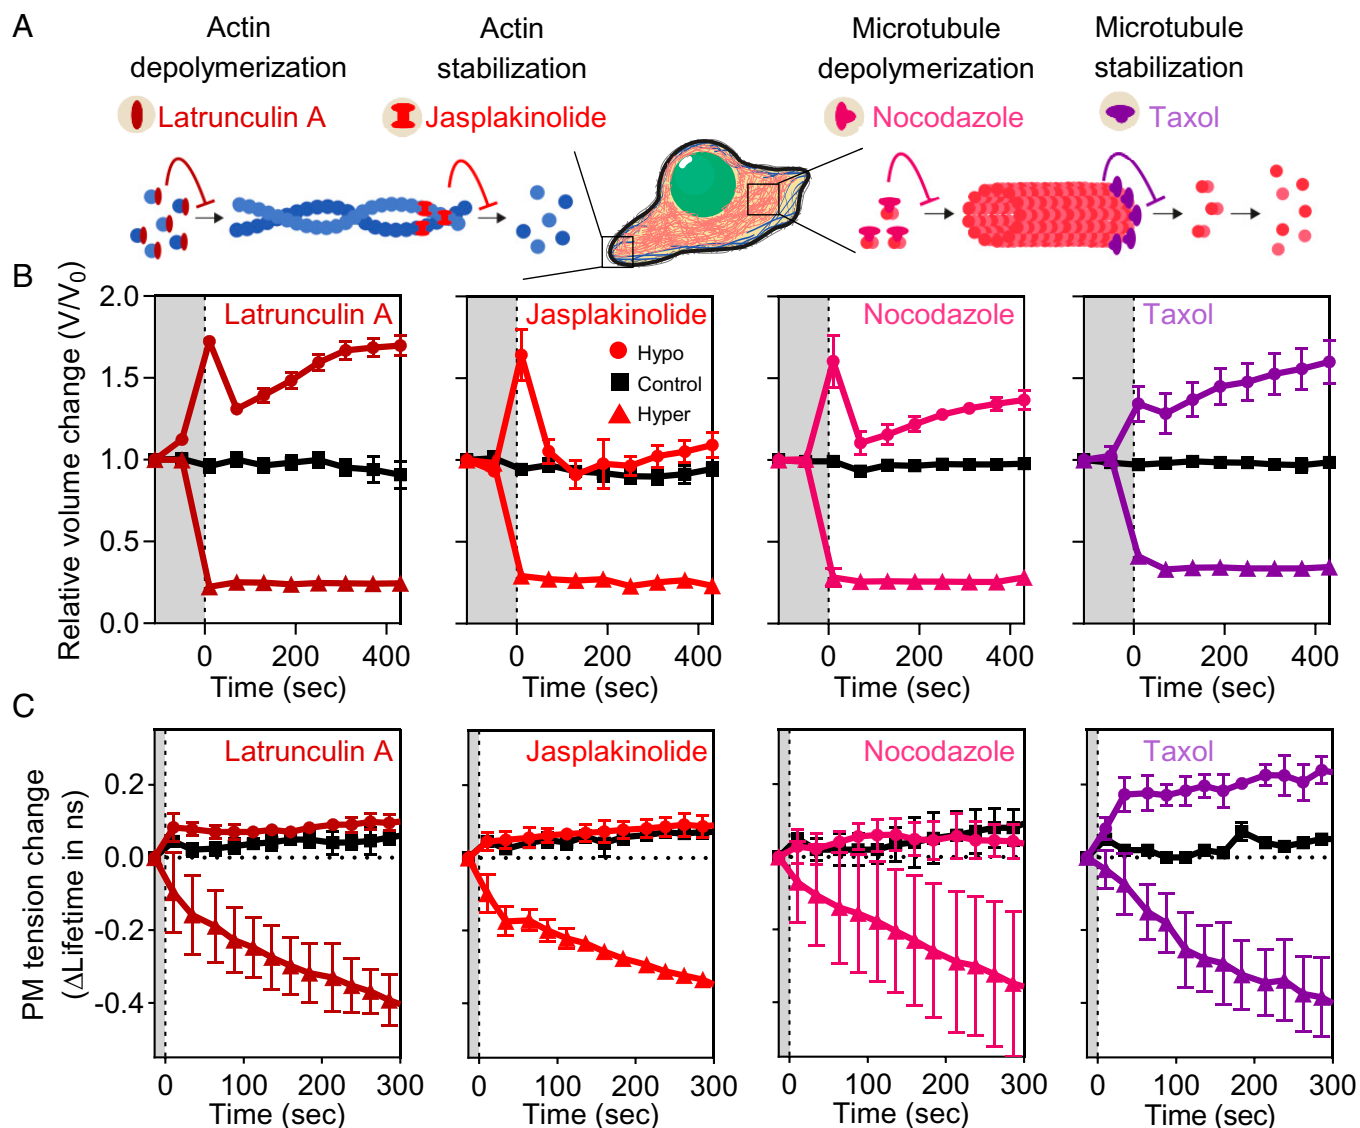 A
Actin
depolymerization
Actin
stabilization
Microtubule
depolymerization
Microtubule
stabilization
Latrunculin A
Jasplakinolide
Nocodazole
Taxol
B
Relative volume change (V/V0)
2.0
1.5
1.0
0.5
0.0
Latrunculin A
0 200 400
Time (sec)
Jasplakinolide
Hypo
Control
Hyper
0 200 400
Time (sec)
Nocodazole
0 200 400
Time (sec)
Taxol
0 200 400
Time (sec)
C
PM tension change
(ΔLifetime in ns)
0.2
0.0
-0.2
-0.4
Latrunculin A
0 100 200 300
Time (sec)
Jasplakinolide
0 100 200 300
Time (sec)
Nocodazole
0 100 200 300
Time (sec)
Taxol
0 100 200 300
Time (sec)